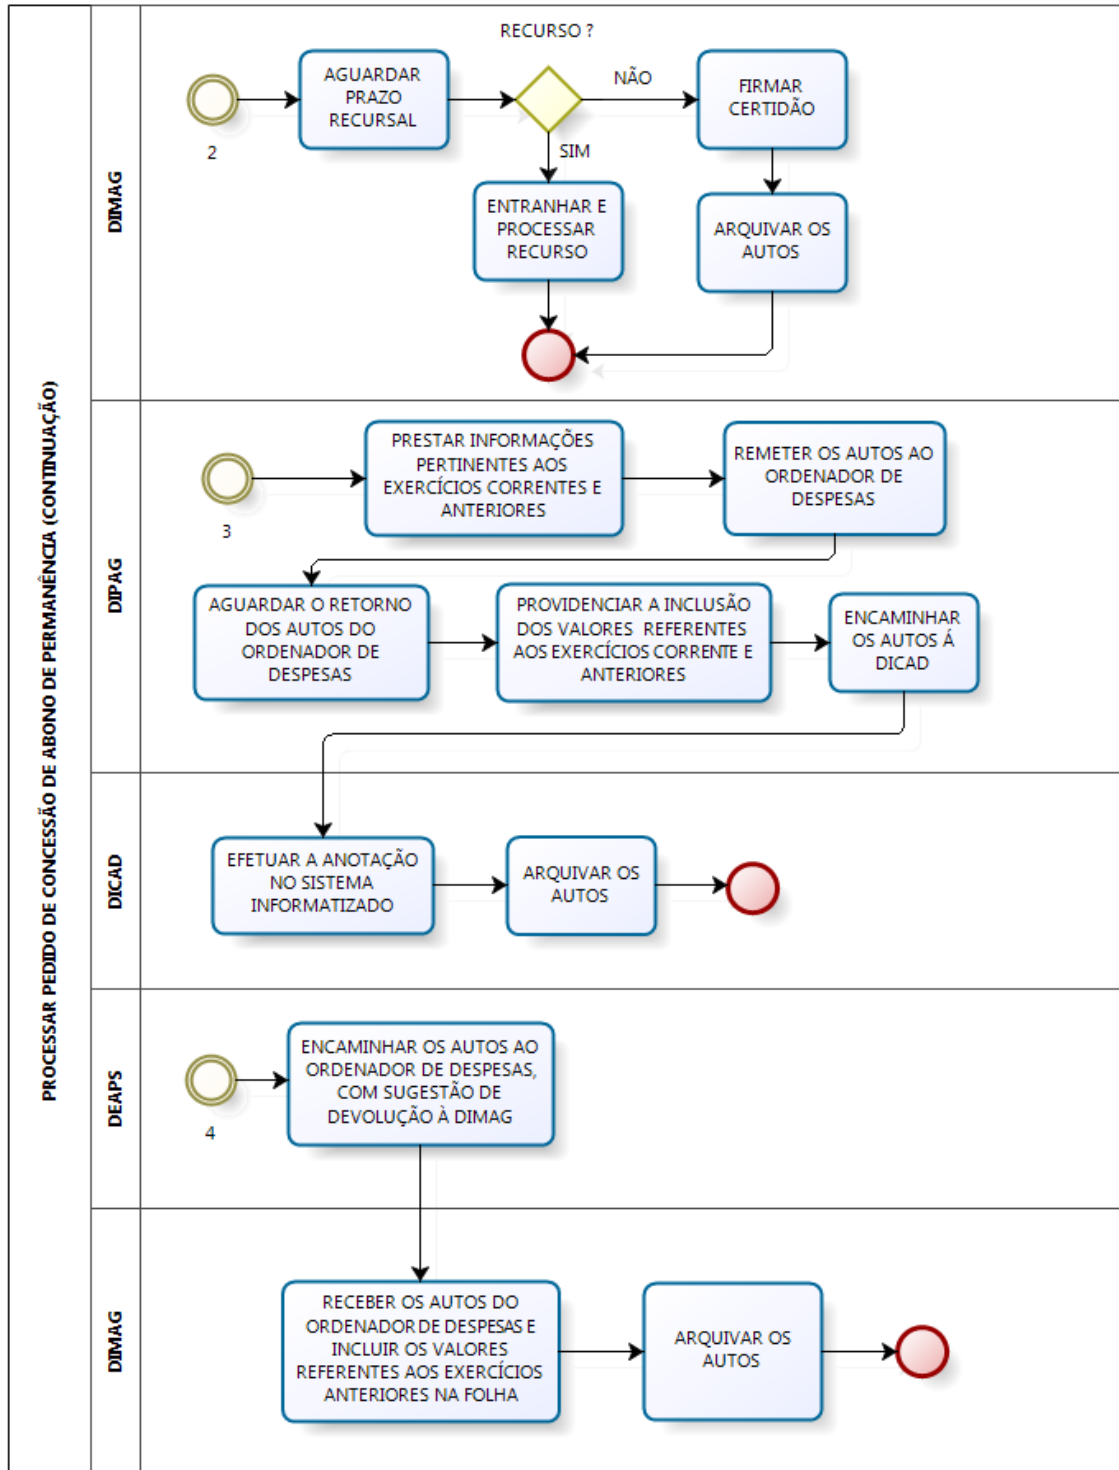 PROCESSAR PEDIDO DE CONCESSÃO DE ABONO DE PERMANÊNCIA (CONTINUAÇÃO)
DIMAG
RECURSO ?
2
AGUARDAR
PRAZO
RECURSAL
NÃO
SIM
FIRMAR
CERTIDÃO
ENTRANHAR E
PROCESSAR
RECURSO
ARQUIVAR OS
AUTOS
DIPAG
3
PRESTAR INFORMAÇÕES
PERTINENTES AOS
EXERCÍCIOS CORRENTES E
ANTERIORES
REMETER OS AUTOS AO
ORDENADOR DE
DESPESAS
AGUARDAR O RETORNO
DOS AUTOS DO
ORDENADOR DE
DESPESAS
PROVIDENCIAR A INCLUSÃO
DOS VALORES REFERENTES
AOS EXERCÍCIOS CORRENTE E
ANTERIORES
ENCAMINHAR
OS AUTOS Á
DICAD
DICAD
EFETUAR A ANOTAÇÃO
NO SISTEMA
INFORMATIZADO
ARQUIVAR OS
AUTOS
DEAPS
4
ENCAMINHAR OS AUTOS AO
ORDENADOR DE DESPESAS,
COM SUGESTÃO DE
DEVOLUÇÃO À DIMAG
DIMAG
RECEBER OS AUTOS DO
ORDENADOR DE DESPESAS E
INCLUIR OS VALORES
REFERENTES AOS EXERCÍCIOS
ANTERIORES NA FOLHA
ARQUIVAR OS
AUTOS